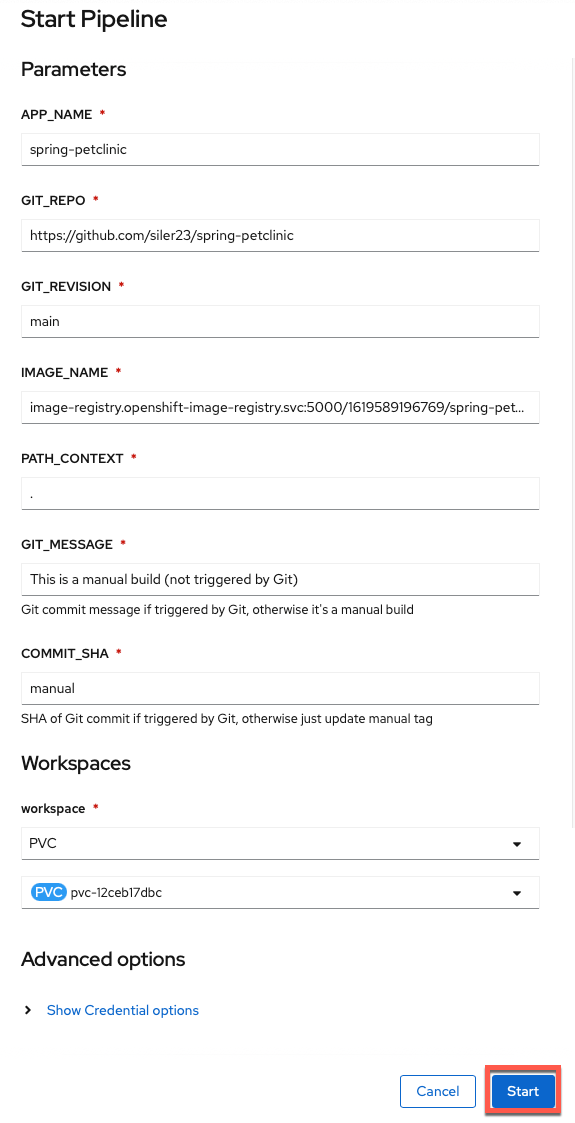 Start Pipeline
Parameters
APP_NAME *
spring-petclinic
GIT_REPO *
https://github.com/siler23/spring-petclinic
GIT_REVISION *
main
IMAGE_NAME *
image-registry.openshift-image-registry.svc:5000/1619589196769/spring-pet...
PATH_CONTEXT *
.
GIT_MESSAGE *
This is a manual build (not triggered by Git)
Git commit message if triggered by Git, otherwise it's a manual build
COMMIT_SHA *
manual
SHA of Git commit if triggered by Git, otherwise just update manual tag
Workspaces
workspace *
PVC
PVC pvc-12ceb17dbc
Advanced options
Show Credential options
Cancel Start